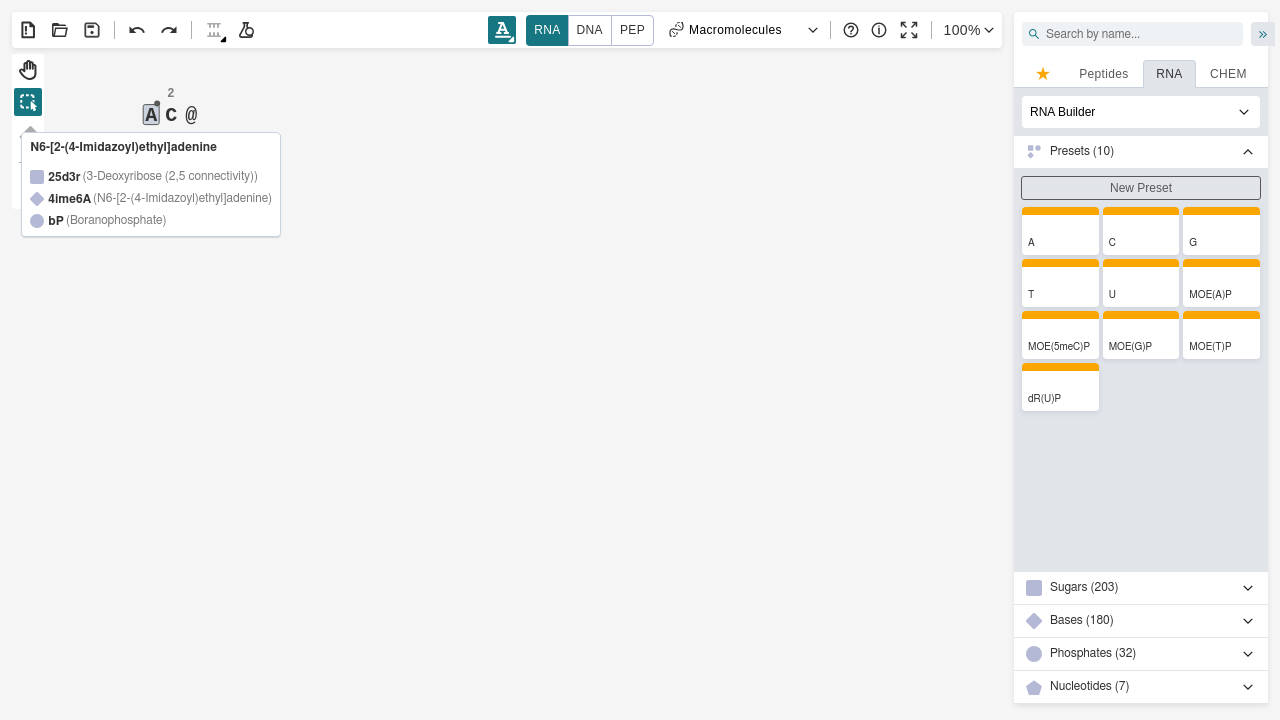 A RNA DNA PEP Macromolecules 100%
Search by name...
Peptides RNA CHEM
RNA Builder
Presets (10)
New Preset
A C G
T U MOE(A)P
MOE(5meC)P MOE(G)P MOE(T)P
dR(U)P
Sugars (203)
Bases (180)
Phosphates (32)
Nucleotides (7)
2
A C @
N6-[2-(4-Imidazoyl)ethyl]adenine
25d3r (3-Deoxyribose (2,5 connectivity))
4ime6A (N6-[2-(4-Imidazoyl)ethyl]adenine)
bP (Boranophosphate)